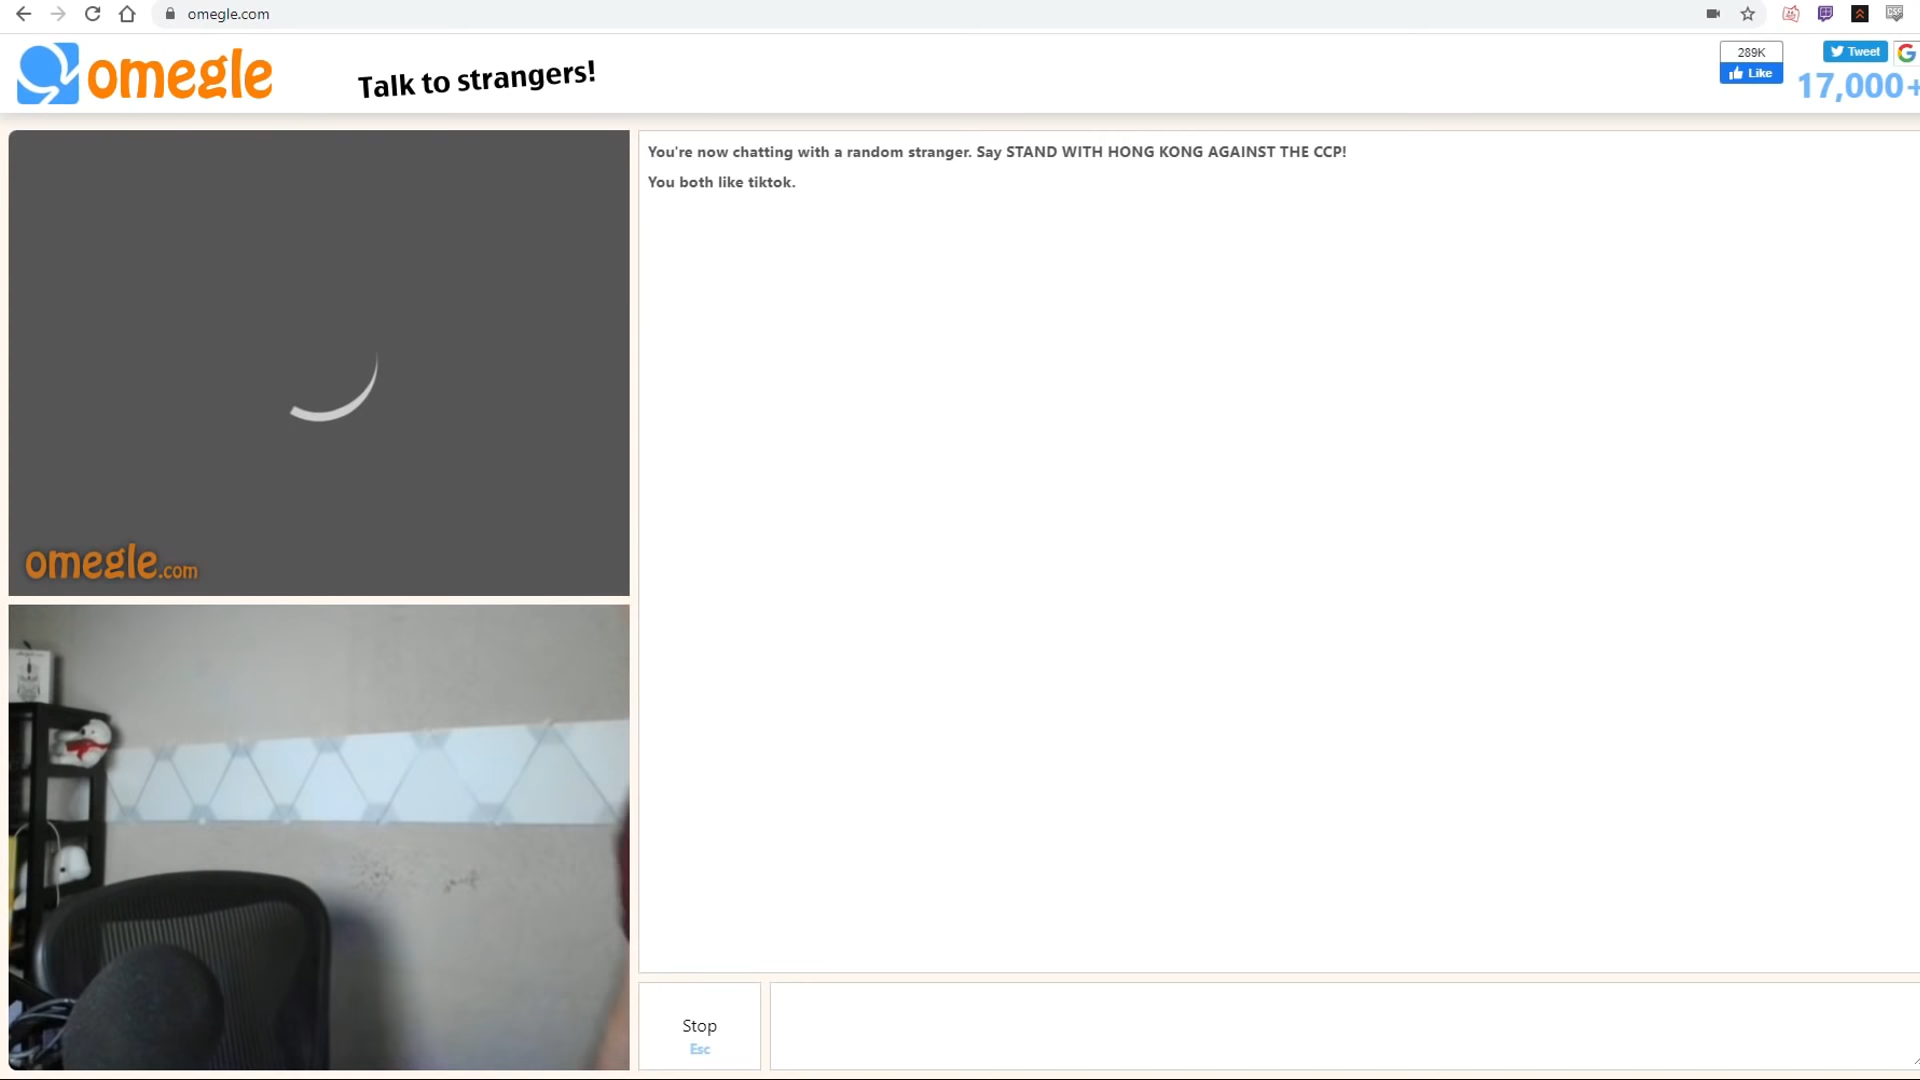 omegle.com
omegle
Talk to strangers!
289K
Like
Tweet
17,000+
You're now chatting with a random stranger. Say STAND WITH HONG KONG AGAINST THE CCP!
You both like tiktok.
omegle.com
Stop
Esc